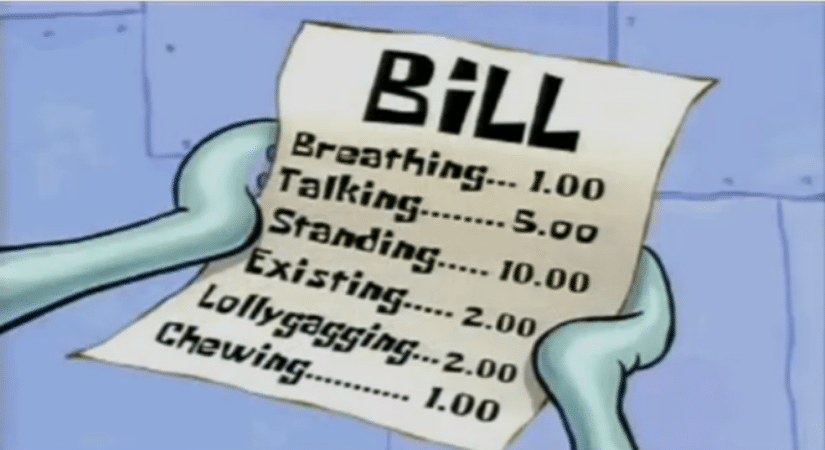 BiLL
Breathing... 1.00
Talking........ 5.00
Standing..... 10.00
Existing..... 2.00
Lollygagging...2.00
Chewing........... 1.00